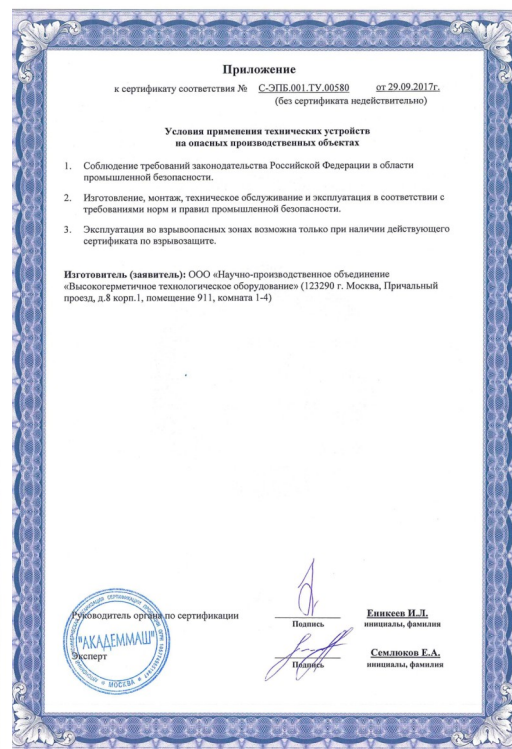 Приложение
к сертификату соответствия № С-ЭПБ.001.ТУ.00580 от 29.09.2017г.
(без сертификата недействительно)
Условия применения технических устройств
на опасных производственных объектах
1. Соблюдение требований законодательства Российской Федерации в области
промышленной безопасности.
2. Изготовление, монтаж, техническое обслуживание и эксплуатация в соответствии с
требованиями норм и правил промышленной безопасности.
3. Эксплуатация во взрывоопасных зонах возможна только при наличии действующего
сертификата по взрывозащите.
Изготовитель (заявитель): ООО «Научно-производственное объединение
«Высокогерметичное технологическое оборудование» (123290 г. Москва, Причальный
проезд, д.8 корп.1, помещение 911, комната 1-4)
Руководитель органа по сертификации
Подпись
Еникеев И.Л.
инициалы, фамилия
"АКАДЕММАШ"
Эксперт
Подпись
Семлюков Е.А.
инициалы, фамилия
МОСКВА